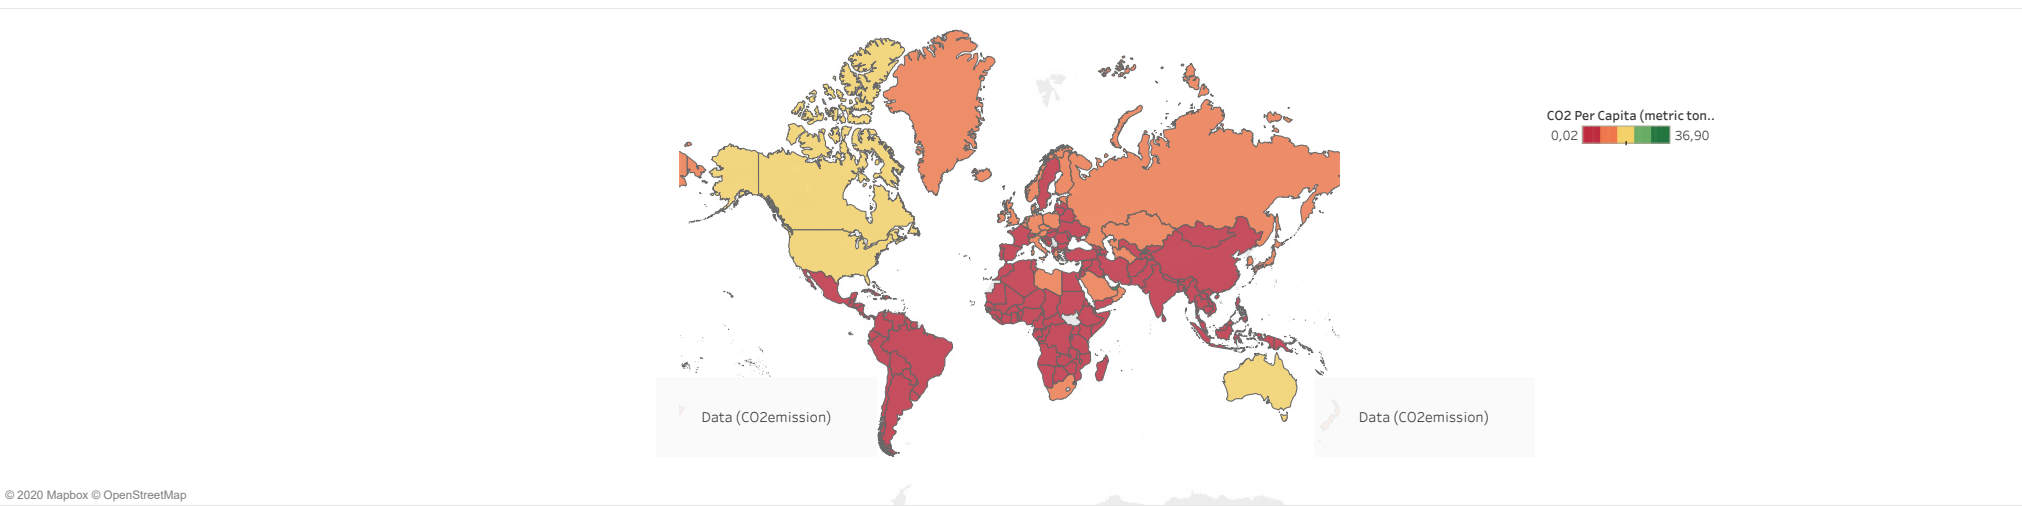 CO2 Per Capita (metric ton..
0,02 36,90
Data (CO2emission) Data (CO2emission)
© 2020 Mapbox © OpenStreetMap